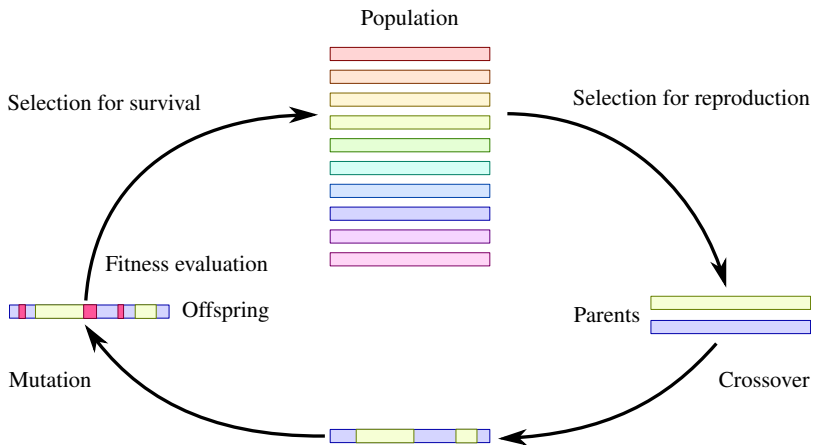 Population
Selection for survival
Selection for reproduction
Fitness evaluation
Offspring
Parents
Mutation
Crossover